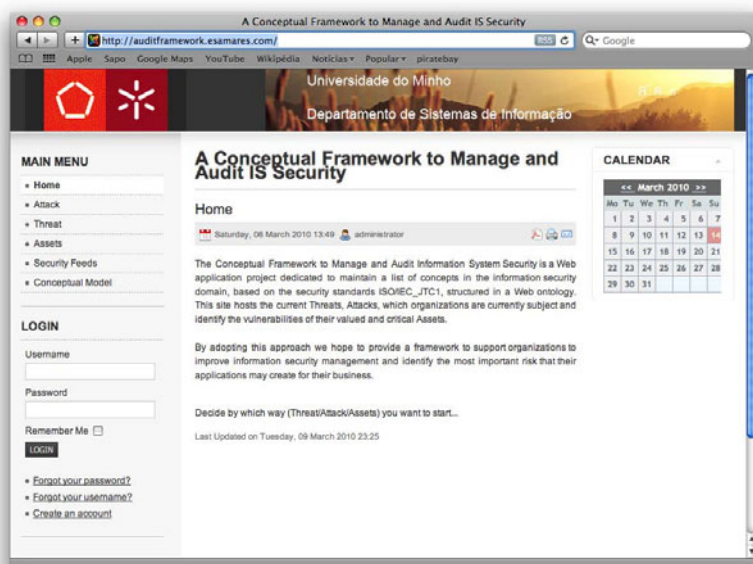 A Conceptual Framework to Manage and Audit IS Security
http://auditframework.esamares.com/
RSS
Google
Apple Sapo Google Maps YouTube Wikipédia Notícias Popular piratebay
Universidade do Minho
Departamento de Sistemas de Informação
MAIN MENU
Home
Attack
Threat
Assets
Security Feeds
Conceptual Model
LOGIN
Username
Password
Remember Me
LOGIN
Forgot your password?
Forgot your username?
Create an account
A Conceptual Framework to Manage and
Audit IS Security
Home
Saturday, 06 March 2010 13:49 administrator
The Conceptual Framework to Manage and Audit Information System Security is a Web
application project dedicated to maintain a list of concepts in the information security
domain, based on the security standards ISO/IEC_JTC1, structured in a Web ontology.
This site hosts the current Threats, Attacks, which organizations are currently subject and
identify the vulnerabilities of their valued and critical Assets.
By adopting this approach we hope to provide a framework to support organizations to
improve information security management and identify the most important risk that their
applications may create for their business.
Decide by which way (Threat/Attack/Assets) you want to start...
Last Updated on Tuesday, 09 March 2010 23:25
CALENDAR
<< March 2010 >>
Mo Tu We Th Fr Sa Su
1 2 3 4 5 6 7
8 9 10 11 12 13 14
15 16 17 18 19 20 21
22 23 24 25 26 27 28
29 30 31